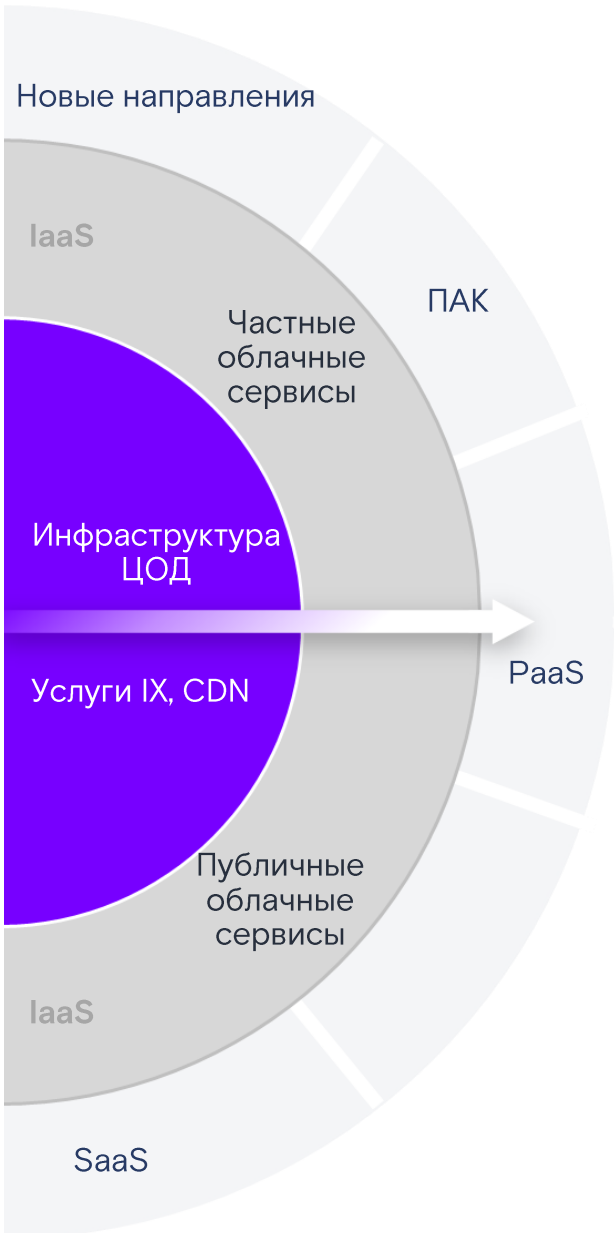 Новые направления
IaaS
ПАК
Частные
облачные
сервисы
Инфраструктура
ЦОД
PaaS
Услуги IX, CDN
Публичные
облачные
сервисы
IaaS
SaaS